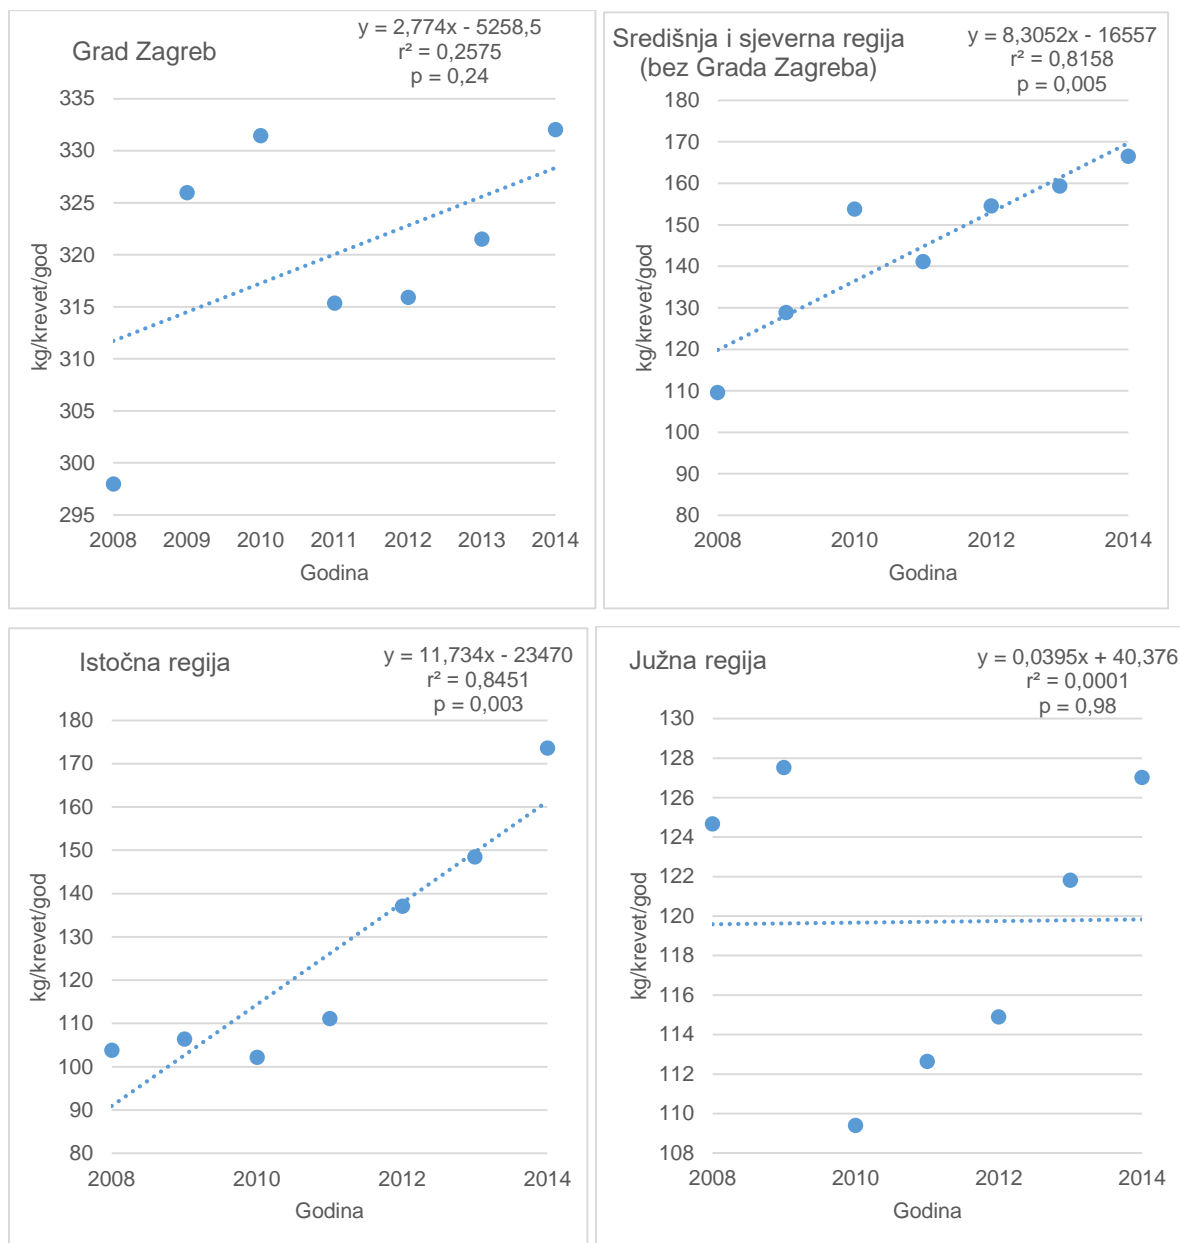 Grad Zagreb
y = 2,774x - 5258,5
r² = 0,2575
p = 0,24
335
330
325
320
315
310
305
300
295
kg/krevet/god
2008 2009 2010 2011 2012 2013 2014
Godina
Središnja i sjeverna regija
(bez Grada Zagreba)
y = 8,3052x - 16557
r² = 0,8158
p = 0,005
180
170
160
150
140
130
120
110
100
90
80
kg/krevet/god
2008 2010 2012 2014
Godina
Istočna regija
y = 11,734x - 23470
r² = 0,8451
p = 0,003
180
170
160
150
140
130
120
110
100
90
80
kg/krevet/god
2008 2010 2012 2014
Godina
Južna regija
y = 0,0395x + 40,376
r² = 0,0001
p = 0,98
130
128
126
124
122
120
118
116
114
112
110
108
kg/krevet/god
2008 2010 2012 2014
Godina